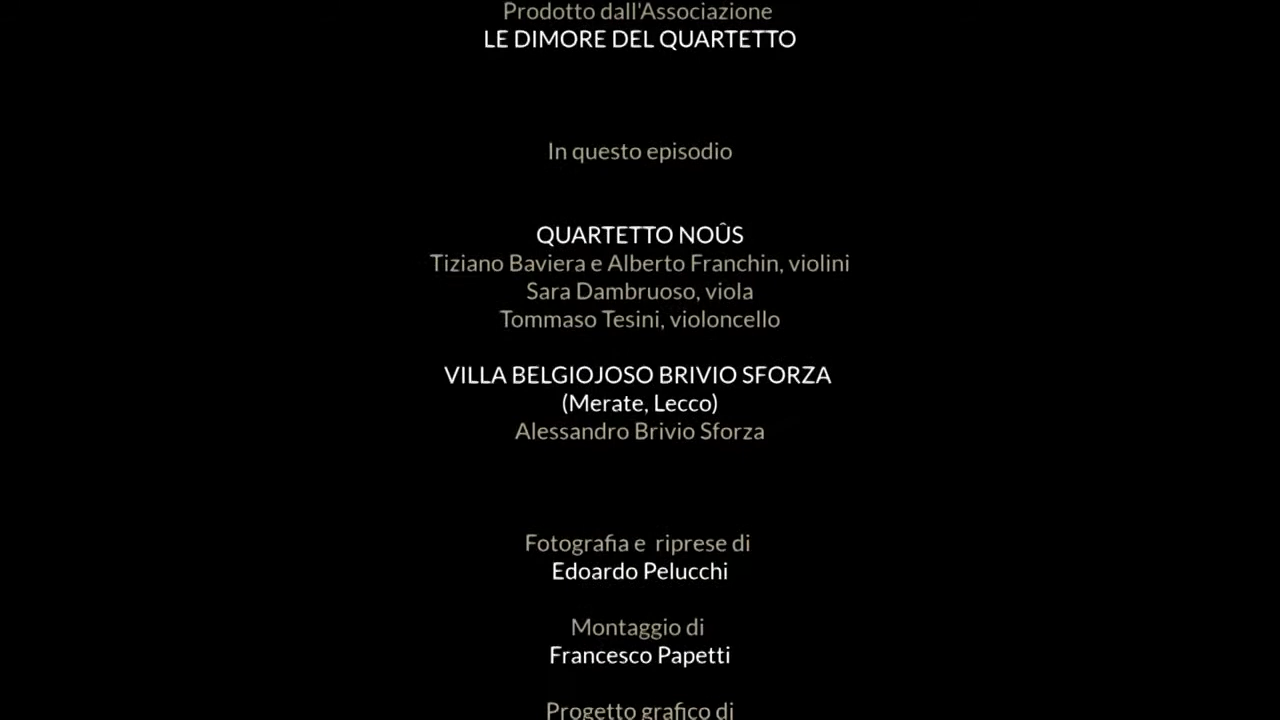 Prodotto dall'Associazione
LE DIMORE DEL QUARTETTO
In questo episodio
QUARTETTO NOÛS
Tiziano Baviera e Alberto Franchin, violini
Sara Dambruoso, viola
Tommaso Tesini, violoncello
VILLA BELGIOJOSO BRIVIO SFORZA
(Merate, Lecco)
Alessandro Brivio Sforza
Fotografia e riprese di
Edoardo Pelucchi
Montaggio di
Francesco Papetti
Progetto grafico di